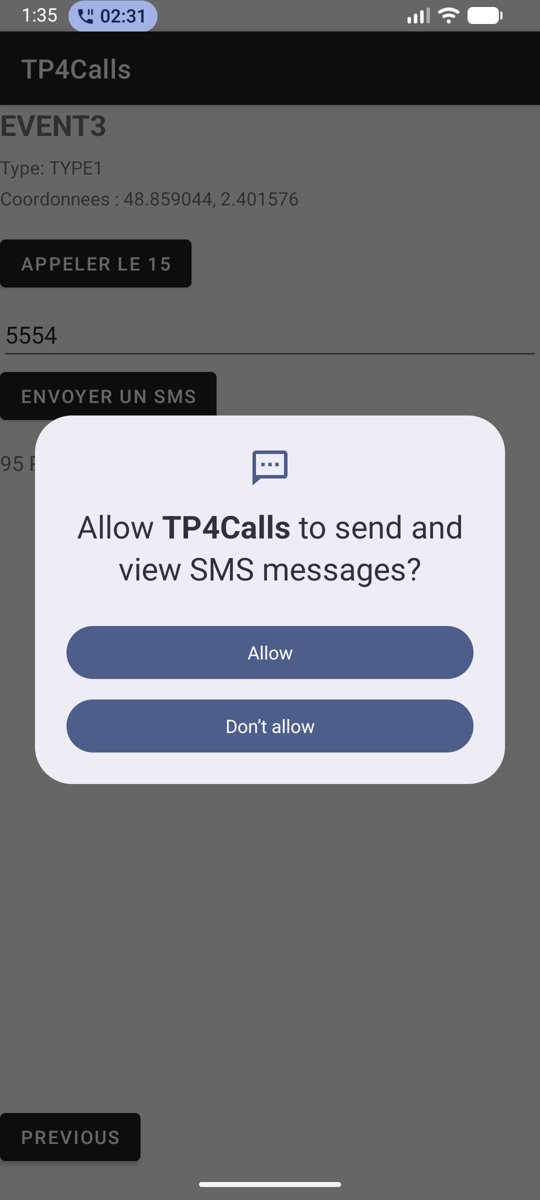 1:35 02:31
TP4Calls
EVENT3
Type: TYPE1
Coordonnees : 48.859044, 2.401576
APPELER LE 15
5554
ENVOYER UN SMS
95
Allow TP4Calls to send and
view SMS messages?
Allow
Don’t allow
PREVIOUS